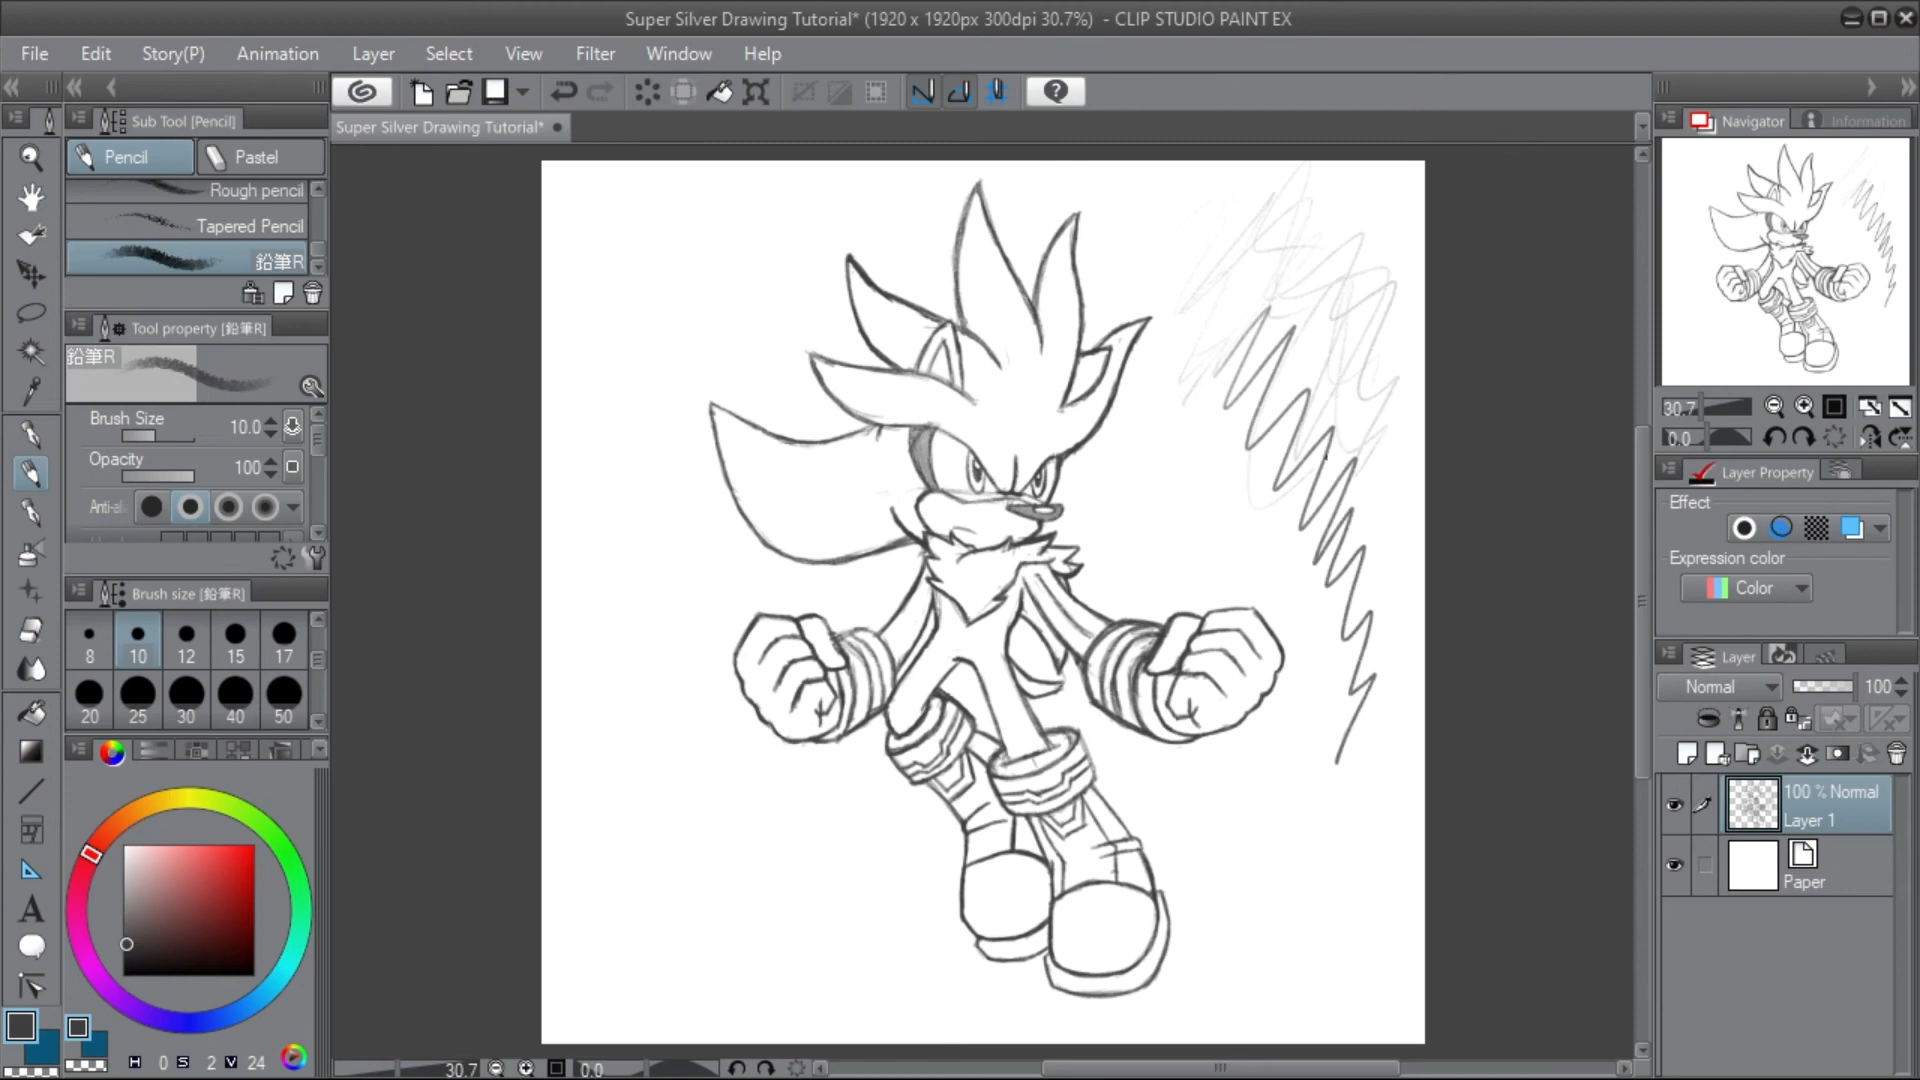 Super Silver Drawing Tutorial* (1920 x 1920px 300dpi 30.7%) - CLIP STUDIO PAINT EX
File Edit Story(P) Animation Layer Select View Filter Window Help
Sub Tool [Pencil]
Pencil Pastel
Rough pencil
Tapered Pencil
鉛筆R
Tool property [鉛筆R]
鉛筆R
Brush Size 10.0
Opacity 100
Anti-al
Brush size [鉛筆R]
8 10 12 15 17
20 25 30 40 50
H 0 S 2 V 24
Super Silver Drawing Tutorial*
30.7 0.0
Navigator Information
30.7
0.0
Layer Property
Effect
Expression color
Color
Layer
Normal 100
100 % Normal
Layer 1
Paper